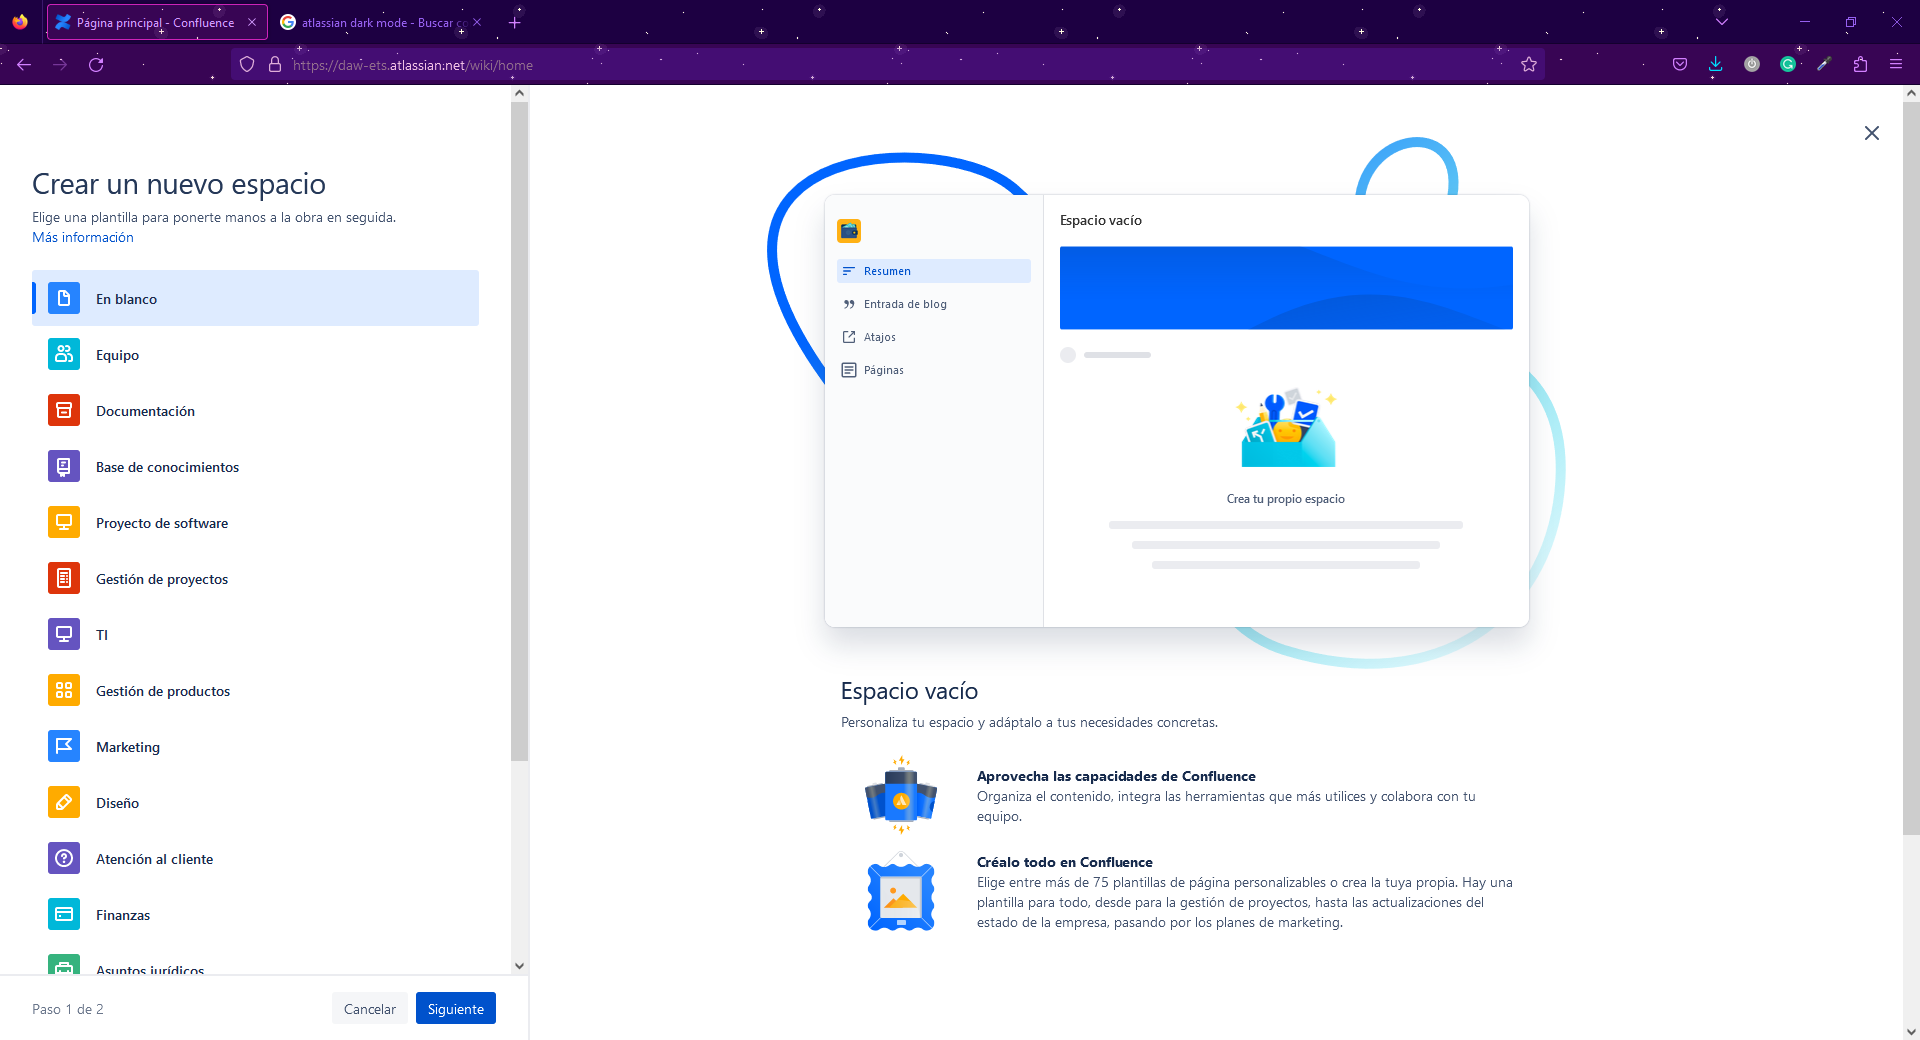 Página principal - Confluence
atlassian dark mode - Buscar co
https://daw-ets.atlassian.net/wiki/home
Crear un nuevo espacio
Elige una plantilla para ponerte manos a la obra en seguida.
Más información
En blanco
Equipo
Documentación
Base de conocimientos
Proyecto de software
Gestión de proyectos
TI
Gestión de productos
Marketing
Diseño
Atención al cliente
Finanzas
Asuntos jurídicos
Paso 1 de 2
Cancelar
Siguiente
Espacio vacío
Resumen
Entrada de blog
Atajos
Páginas
Crea tu propio espacio
Espacio vacío
Personaliza tu espacio y adáptalo a tus necesidades concretas.
Aprovecha las capacidades de Confluence
Organiza el contenido, integra las herramientas que más utilices y colabora con tu
equipo.
Créalo todo en Confluence
Elige entre más de 75 plantillas de página personalizables o crea la tuya propia. Hay una
plantilla para todo, desde para la gestión de proyectos, hasta las actualizaciones del
estado de la empresa, pasando por los planes de marketing.